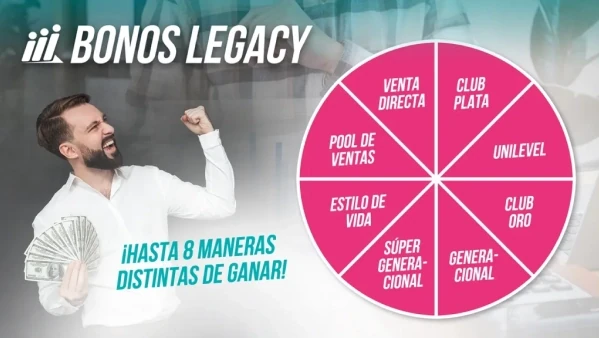 BONOS LEGACY
VENTA
DIRECTA
CLUB
PLATA
UNILEVEL
CLUB
ORO
GENERA-
CIONAL
SÚPER
GENERA-
CIONAL
ESTILO DE
VIDA
POOL DE
VENTAS
¡HASTA 8 MANERAS
DISTINTAS DE GANAR!